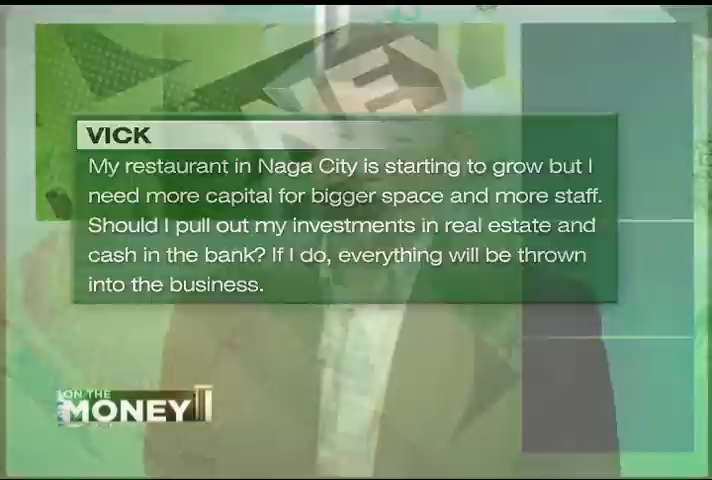 VICK
My restaurant in Naga City is starting to grow but I
need more capital for bigger space and more staff.
Should I pull out my investments in real estate and
cash in the bank? If I do, everything will be thrown
into the business.
ON THE
MONEY